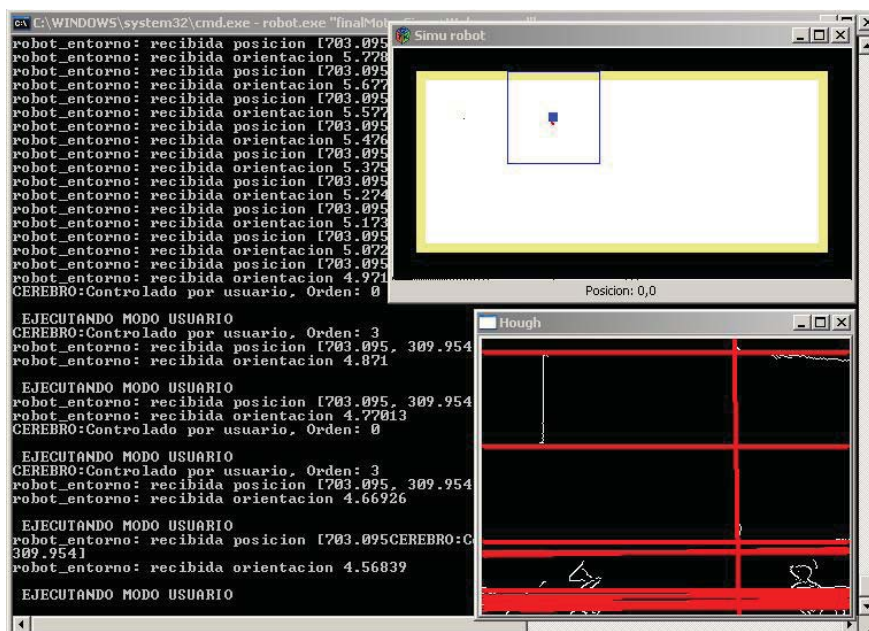 C:\WINDOWS\system32\cmd.exe - robot.exe
robot_entorno: recibida posicion [703.095
robot_entorno: recibida orientacion 5.778
robot_entorno: recibida posicion [703.095
robot_entorno: recibida orientacion 5.677
robot_entorno: recibida posicion [703.095
robot_entorno: recibida orientacion 5.577
robot_entorno: recibida posicion [703.095
robot_entorno: recibida orientacion 5.476
robot_entorno: recibida posicion [703.095
robot_entorno: recibida orientacion 5.375
robot_entorno: recibida posicion [703.095
robot_entorno: recibida orientacion 5.274
robot_entorno: recibida posicion [703.095
robot_entorno: recibida orientacion 5.173
robot_entorno: recibida posicion [703.095
robot_entorno: recibida orientacion 5.072
robot_entorno: recibida posicion [703.095
robot_entorno: recibida orientacion 4.971
CEREBRO:Controlado por usuario, Orden: 0
EJECUTANDO MODO USUARIO
CEREBRO:Controlado por usuario, Orden: 3
robot_entorno: recibida posicion [703.095, 309.954
robot_entorno: recibida orientacion 4.871
EJECUTANDO MODO USUARIO
robot_entorno: recibida posicion [703.095, 309.954
robot_entorno: recibida orientacion 4.77013
CEREBRO:Controlado por usuario, Orden: 0
EJECUTANDO MODO USUARIO
CEREBRO:Controlado por usuario, Orden: 3
robot_entorno: recibida posicion [703.095, 309.954
robot_entorno: recibida orientacion 4.66926
EJECUTANDO MODO USUARIO
robot_entorno: recibida posicion [703.095CEREBRO:C
309.954]
robot_entorno: recibida orientacion 4.56839
EJECUTANDO MODO USUARIO
Simu robot
Posicion: 0,0
Hough